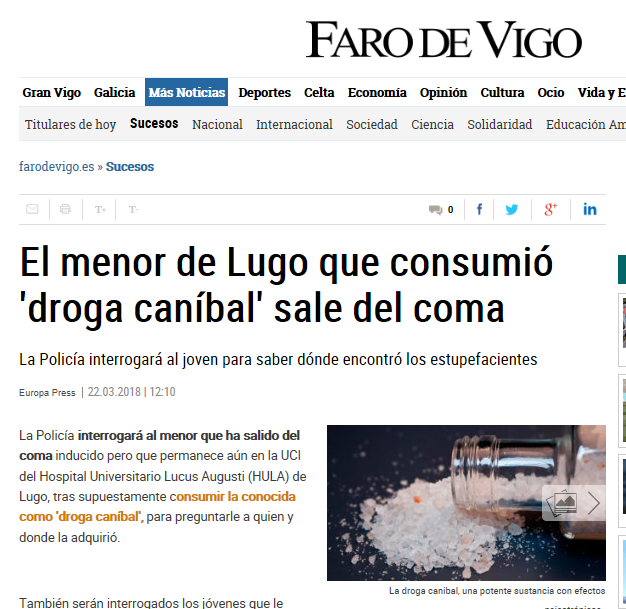 FARO DE VIGO
Gran Vigo Galicia Más Noticias Deportes Celta Economía Opinión Cultura Ocio Vida y E
Titulares de hoy Sucesos Nacional Internacional Sociedad Ciencia Solidaridad Educación Am
farodevigo.es » Sucesos
T+ T- 0 f g+ in
El menor de Lugo que consumió
'droga caníbal' sale del coma
La Policía interrogará al joven para saber dónde encontró los estupefacientes
Europa Press | 22.03.2018 | 12:10
La Policía interrogará al menor que ha salido del
coma inducido pero que permanece aún en la UCI
del Hospital Universitario Lucus Augusti (HULA) de
Lugo, tras supuestamente consumir la conocida
como 'droga caníbal', para preguntarle a quien y
donde la adquirió.
La droga caníbal, una potente sustancia con efectos
También serán interrogados los jóvenes que le